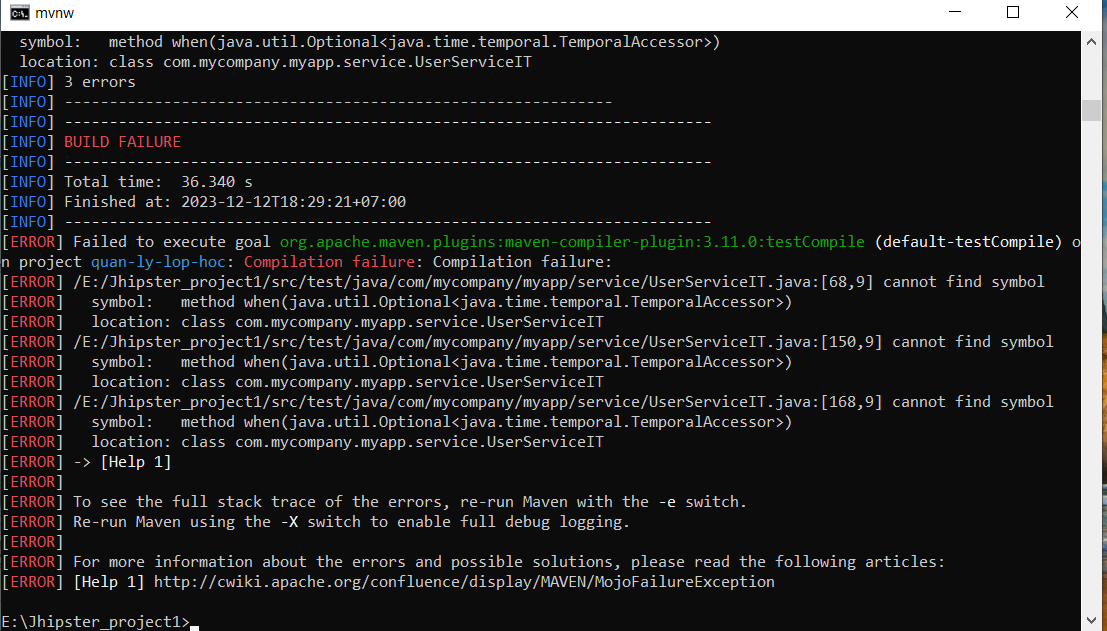 mvnw
symbol:   method when(java.util.Optional<java.time.temporal.TemporalAccessor>)
location: class com.mycompany.myapp.service.UserServiceIT
[INFO] 3 errors
[INFO] -------------------------------------------------------------
[INFO] ------------------------------------------------------------------------
[INFO] BUILD FAILURE
[INFO] ------------------------------------------------------------------------
[INFO] Total time:  36.340 s
[INFO] Finished at: 2023-12-12T18:29:21+07:00
[INFO] ------------------------------------------------------------------------
[ERROR] Failed to execute goal org.apache.maven.plugins:maven-compiler-plugin:3.11.0:testCompile (default-testCompile) o
n project quan-ly-lop-hoc: Compilation failure: Compilation failure:
[ERROR] /E:/Jhipster_project1/src/test/java/com/mycompany/myapp/service/UserServiceIT.java:[68,9] cannot find symbol
[ERROR]   symbol:   method when(java.util.Optional<java.time.temporal.TemporalAccessor>)
[ERROR]   location: class com.mycompany.myapp.service.UserServiceIT
[ERROR] /E:/Jhipster_project1/src/test/java/com/mycompany/myapp/service/UserServiceIT.java:[150,9] cannot find symbol
[ERROR]   symbol:   method when(java.util.Optional<java.time.temporal.TemporalAccessor>)
[ERROR]   location: class com.mycompany.myapp.service.UserServiceIT
[ERROR] /E:/Jhipster_project1/src/test/java/com/mycompany/myapp/service/UserServiceIT.java:[168,9] cannot find symbol
[ERROR]   symbol:   method when(java.util.Optional<java.time.temporal.TemporalAccessor>)
[ERROR]   location: class com.mycompany.myapp.service.UserServiceIT
[ERROR] -> [Help 1]
[ERROR]
[ERROR] To see the full stack trace of the errors, re-run Maven with the -e switch.
[ERROR] Re-run Maven using the -X switch to enable full debug logging.
[ERROR]
[ERROR] For more information about the errors and possible solutions, please read the following articles:
[ERROR] [Help 1] http://cwiki.apache.org/confluence/display/MAVEN/MojoFailureException
E:\Jhipster_project1>